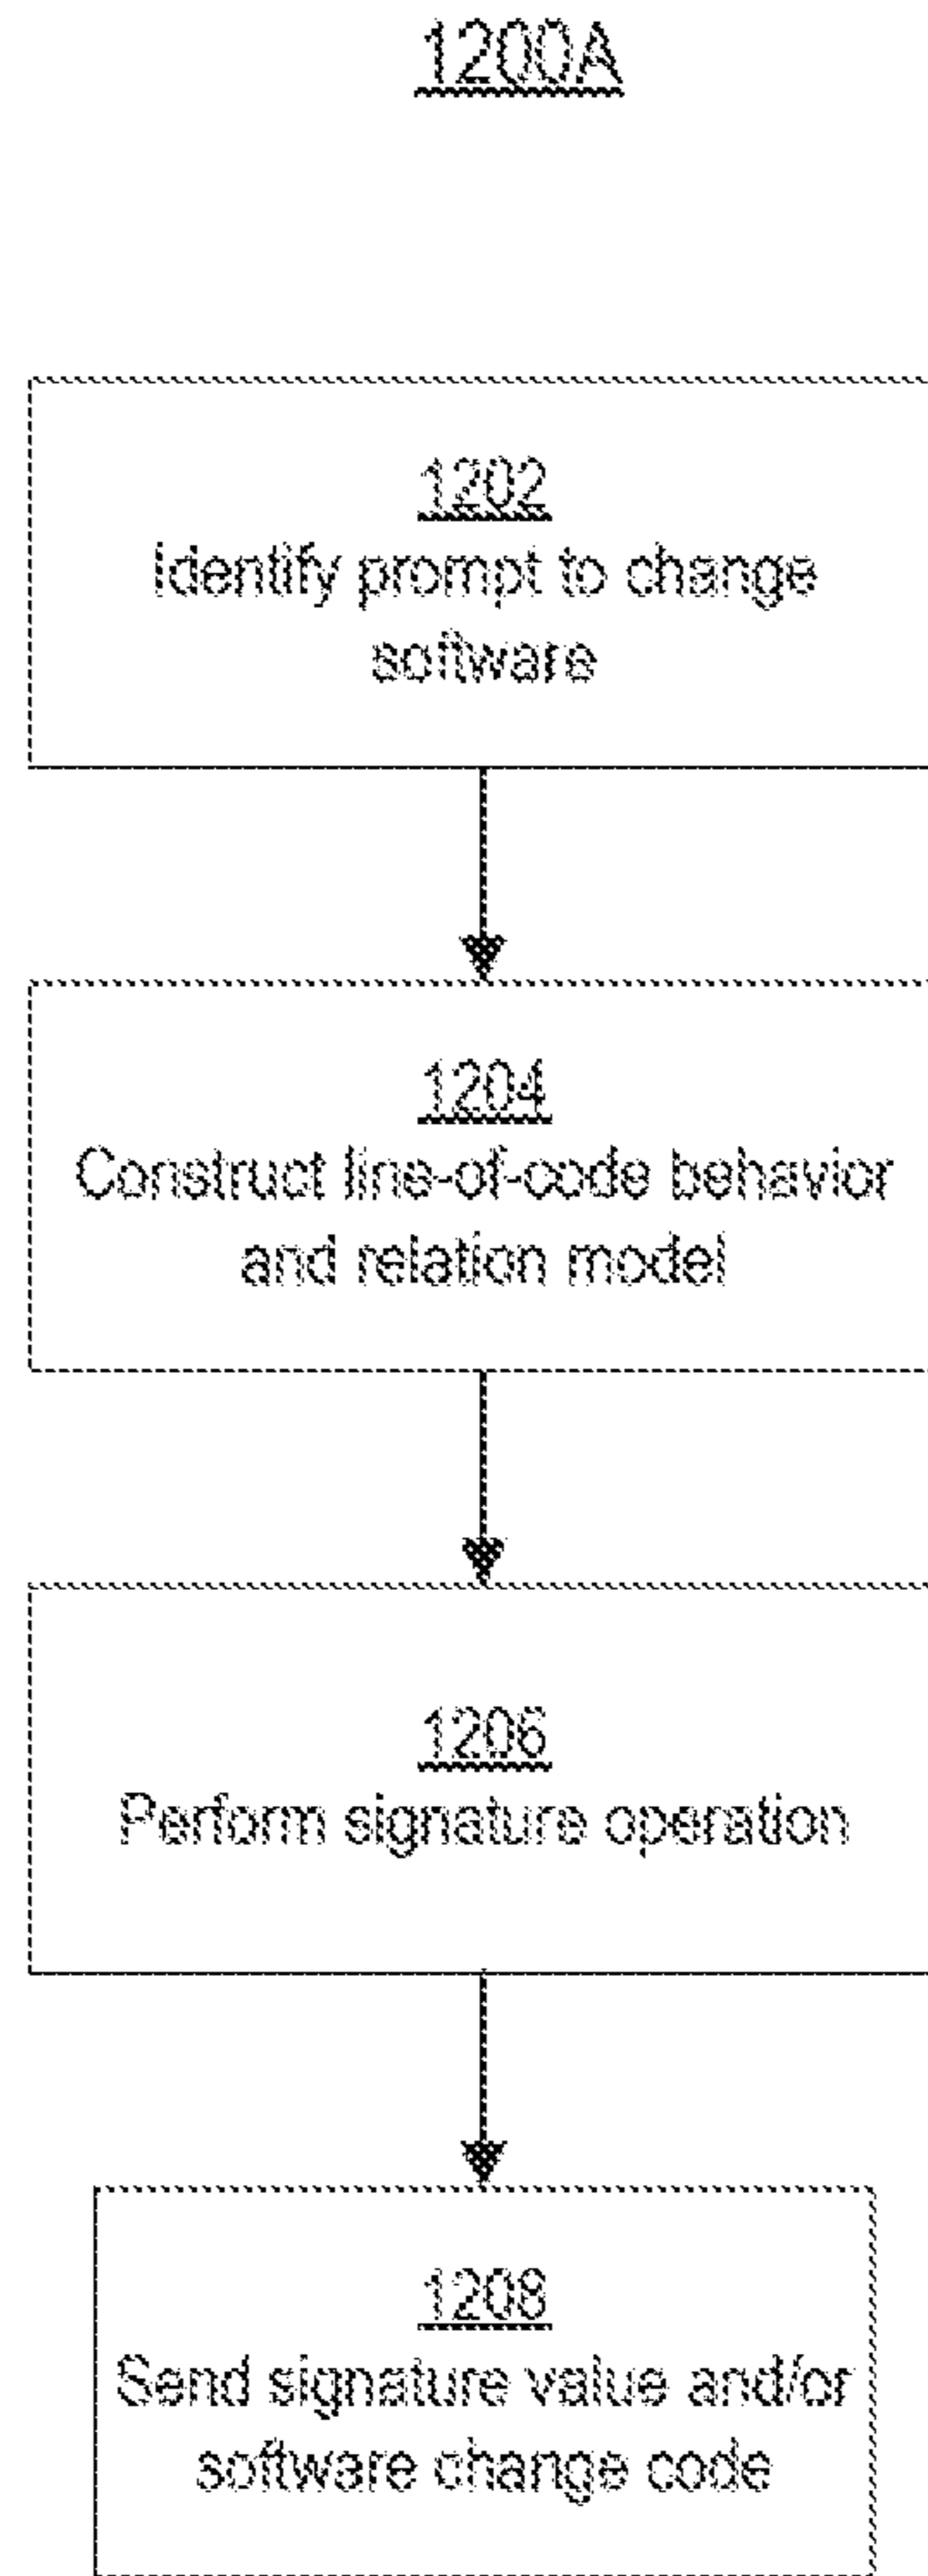 1200A
1202
Identify prompt to change
software
1204
Construct line-of-code behavior
and relation model
1206
Perform signature operation
1208
Send signature value and/or
software change code